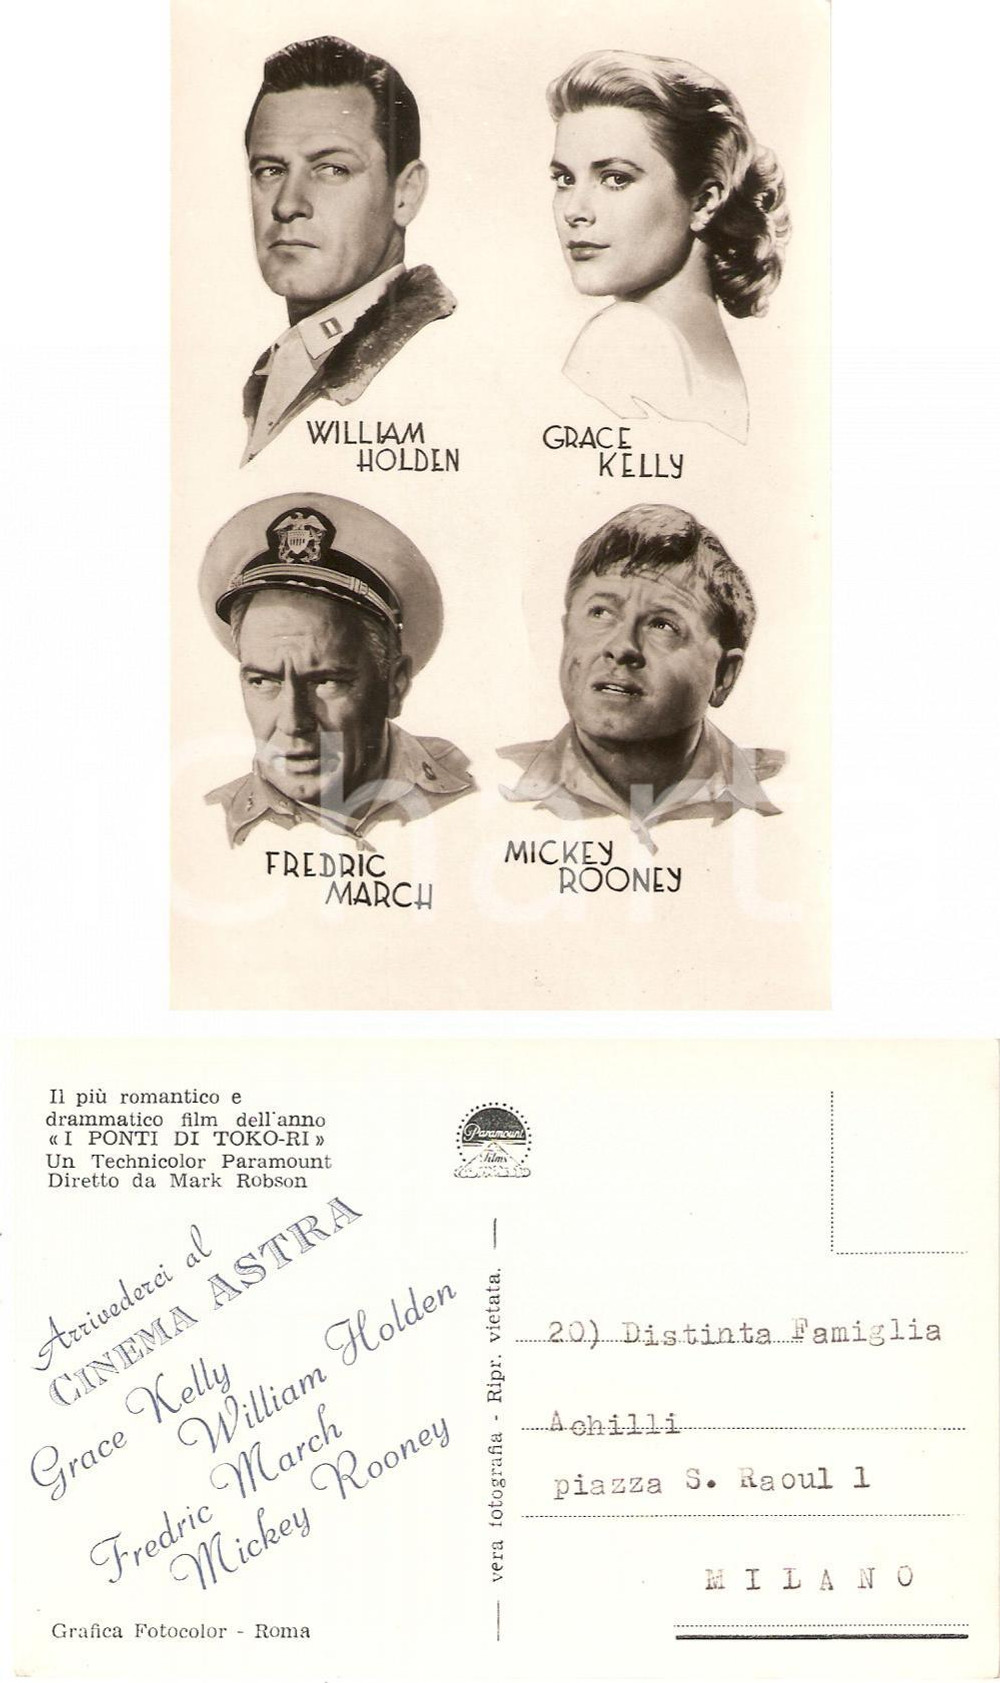 WILLIAM
HOLDEN
GRACE
KELLY
FREDRIC
MARCH
MICKEY
ROONEY
Chart
Il più romantico e
drammatico film dell'anno
« I PONTI DI TOKO-RI »
Un Technicolor Paramount
Diretto da Mark Robson
Paramount
Films
Arrivederci al
CINEMA ASTRA
Grace Kelly
William Holden
Fredric March
Mickey Rooney
Grafica Fotocolor - Roma
vera fotografia - Ripr. vietata.
20) Distinta Famiglia
Achilli
piazza S. Raoul 1
MILANO